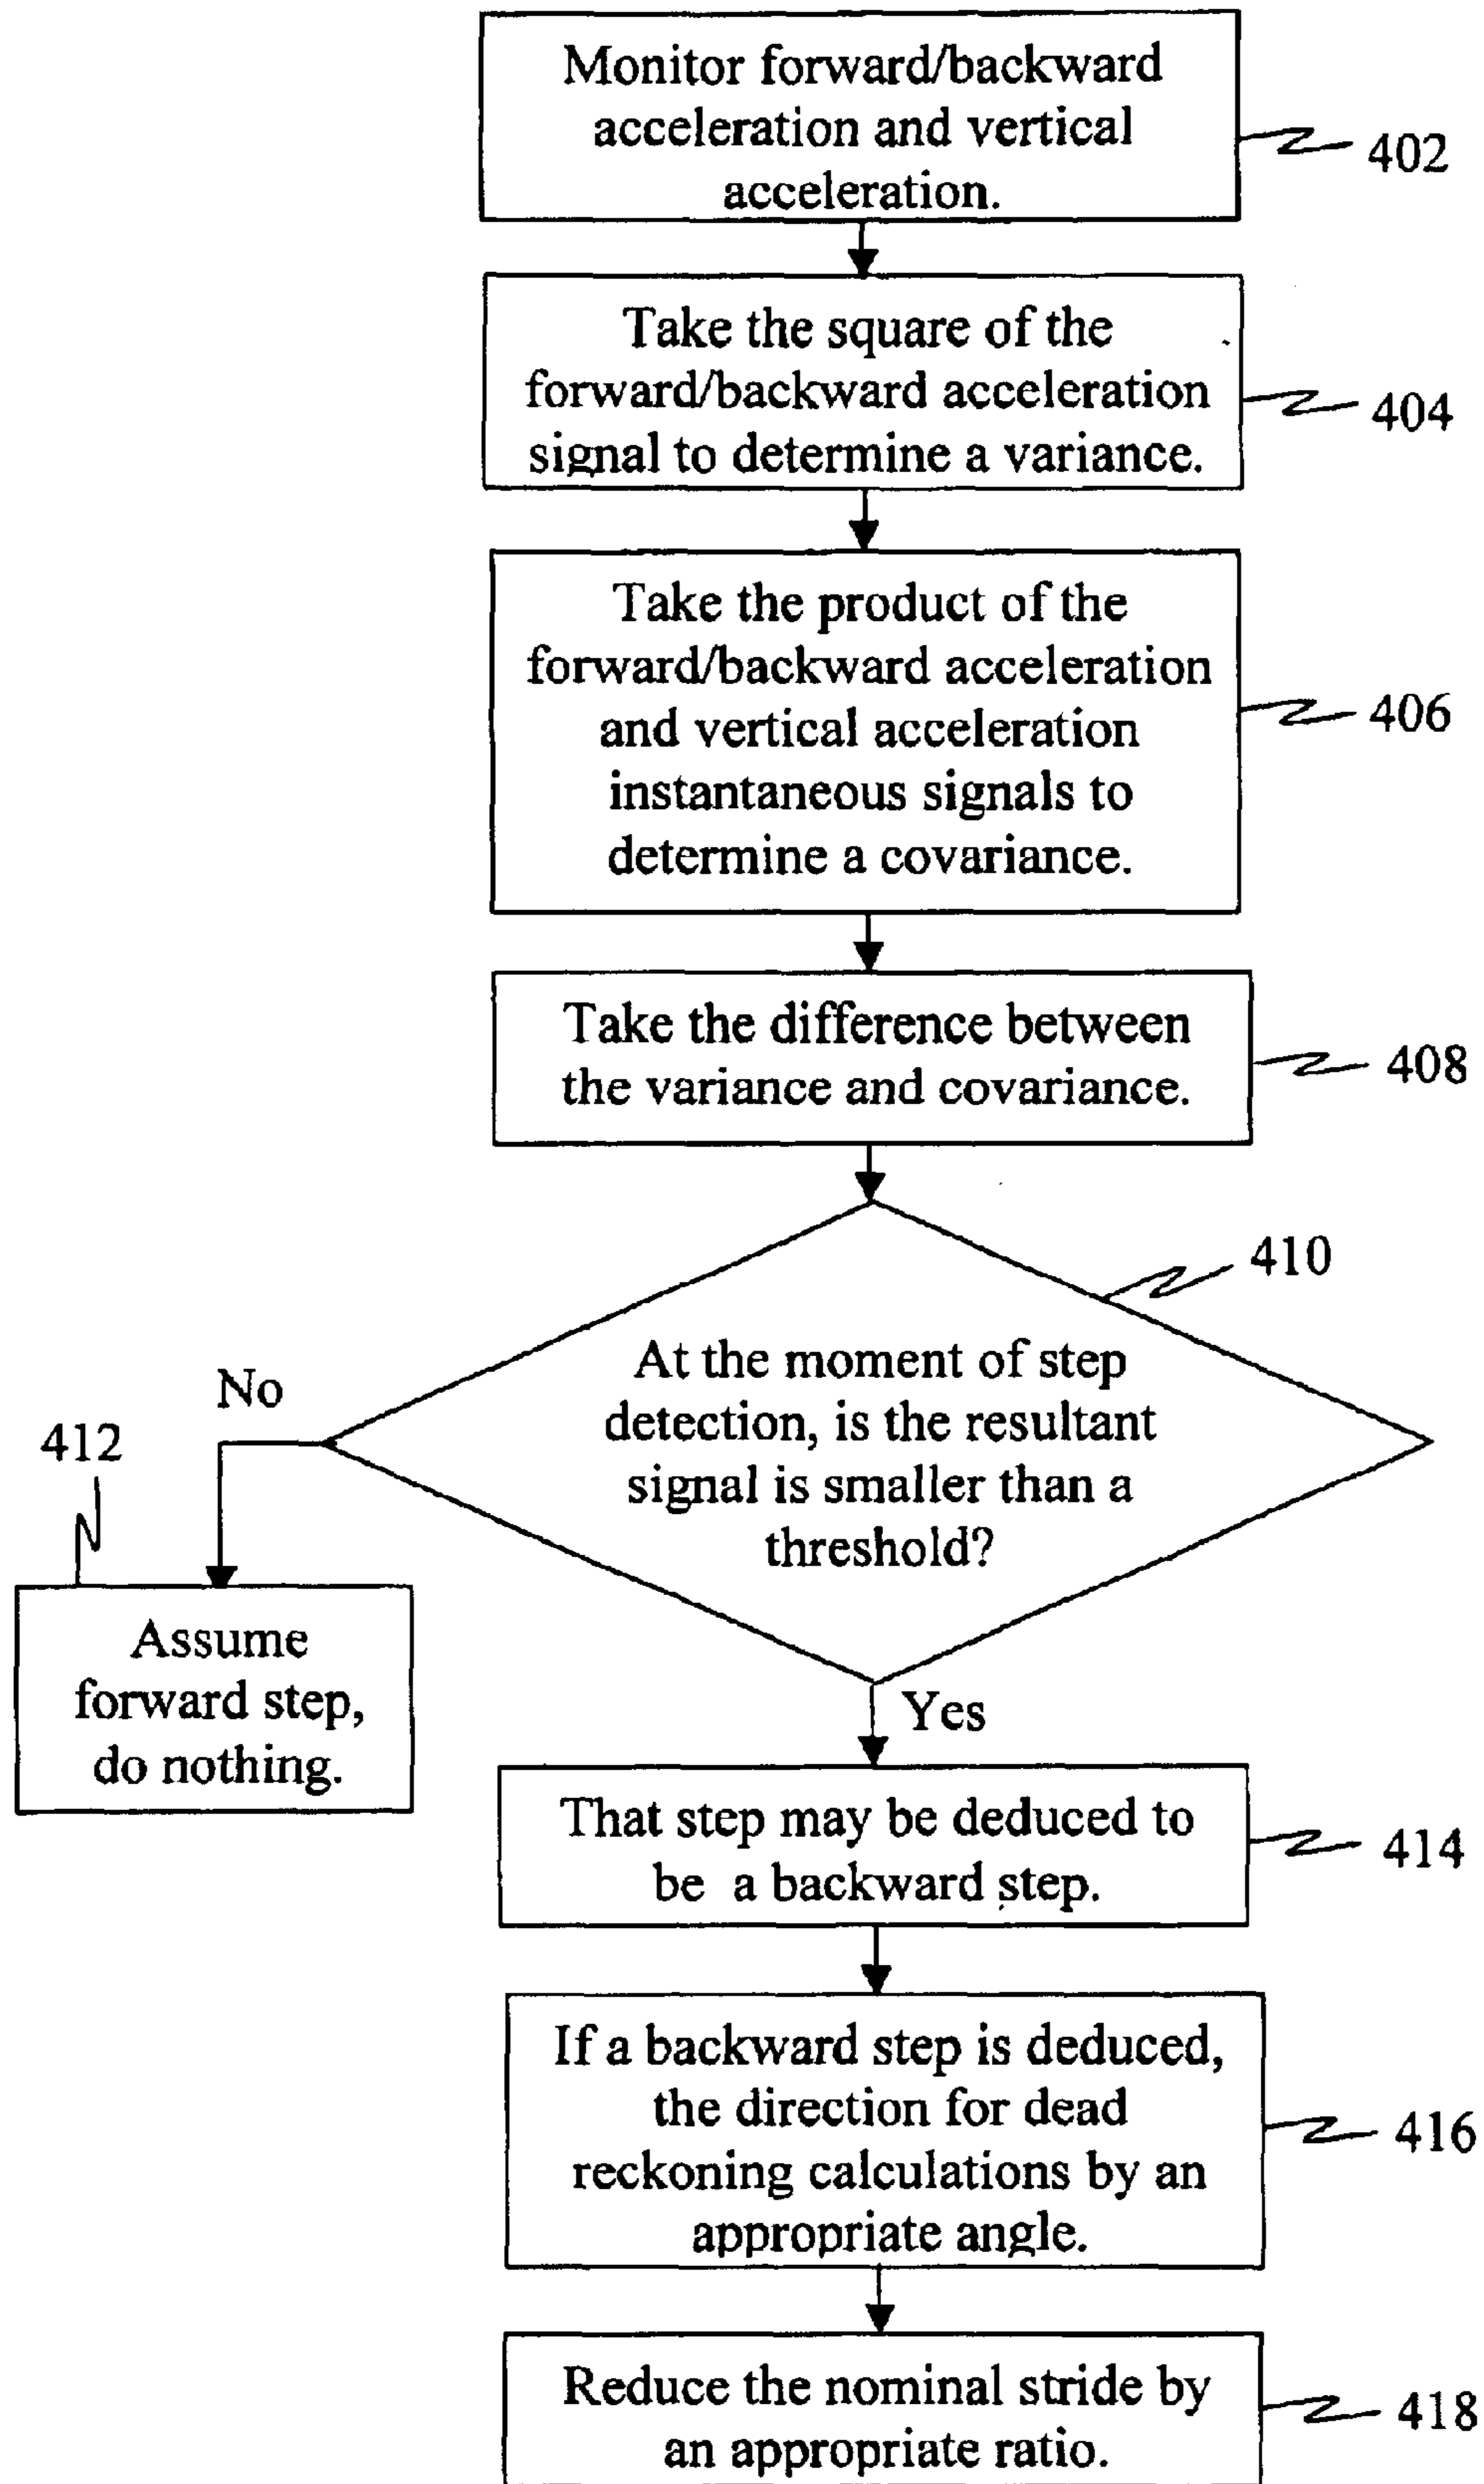 Monitor forward/backward
acceleration and vertical
acceleration.
402
Take the square of the
forward/backward acceleration
signal to determine a variance.
404
Take the product of the
forward/backward acceleration
and vertical acceleration
instantaneous signals to
determine a covariance.
406
Take the difference between
the variance and covariance.
408
410
At the moment of step
detection, is the resultant
signal is smaller than a
threshold?
No
412
Assume
forward step,
do nothing.
Yes
That step may be deduced to
be a backward step.
414
If a backward step is deduced,
the direction for dead
reckoning calculations by an
appropriate angle.
416
Reduce the nominal stride by
an appropriate ratio.
418